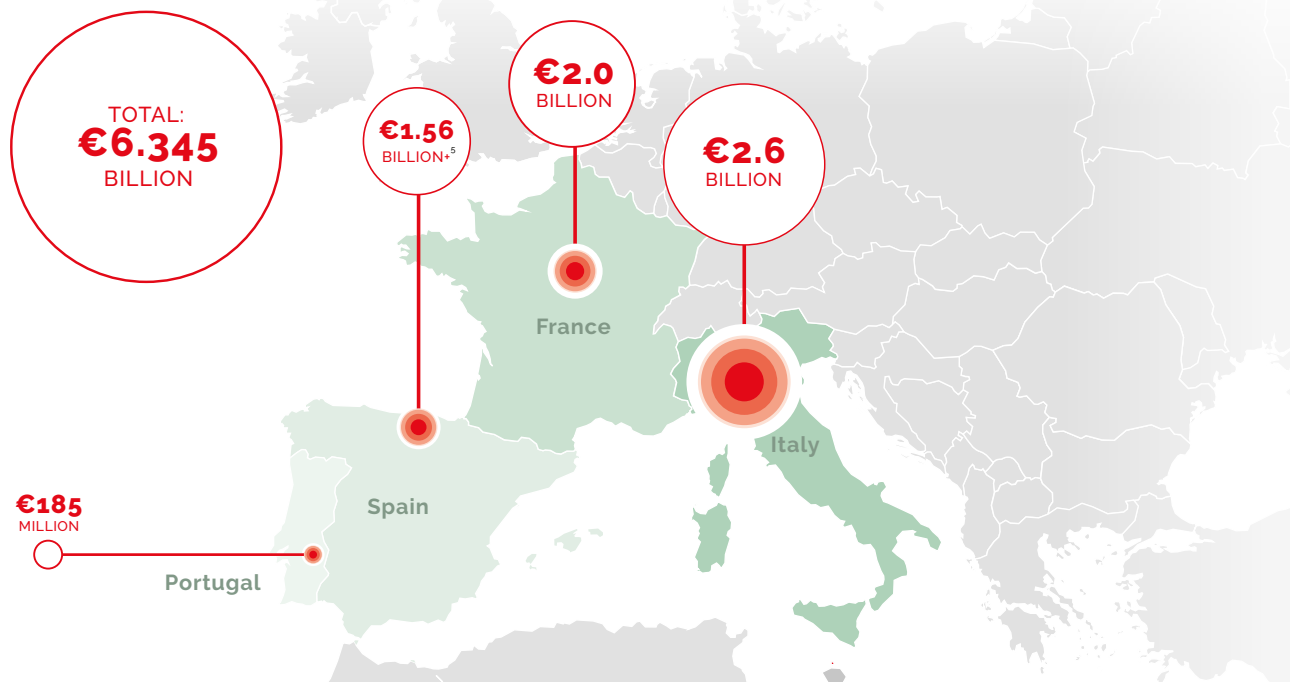 TOTAL:
€6.345
BILLION
€1.56
BILLION+⁵
€2.0
BILLION
€2.6
BILLION
France
Italy
Spain
€185
MILLION
Portugal